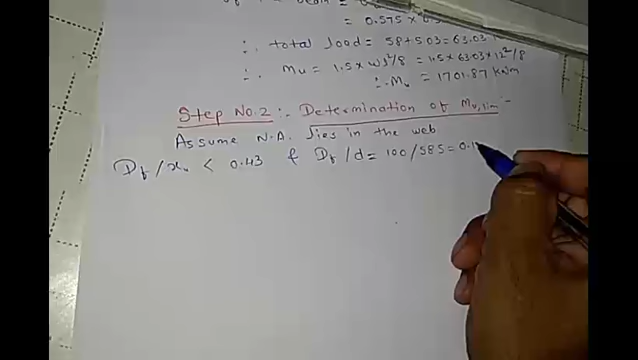 = 0.575 x 0.
∴ total load = 58 + 5.03 = 63.03
∴ Mu = 1.5 x wl²/8 = 1.5 x 63.03 x 12²/8
∴ Mu = 1701.87 kNm
Step No.2 :- Determination of Mu,lim :-
Assume N.A. lies in the web
Df/xu < 0.43 & Df/d = 100/585 = 0.1